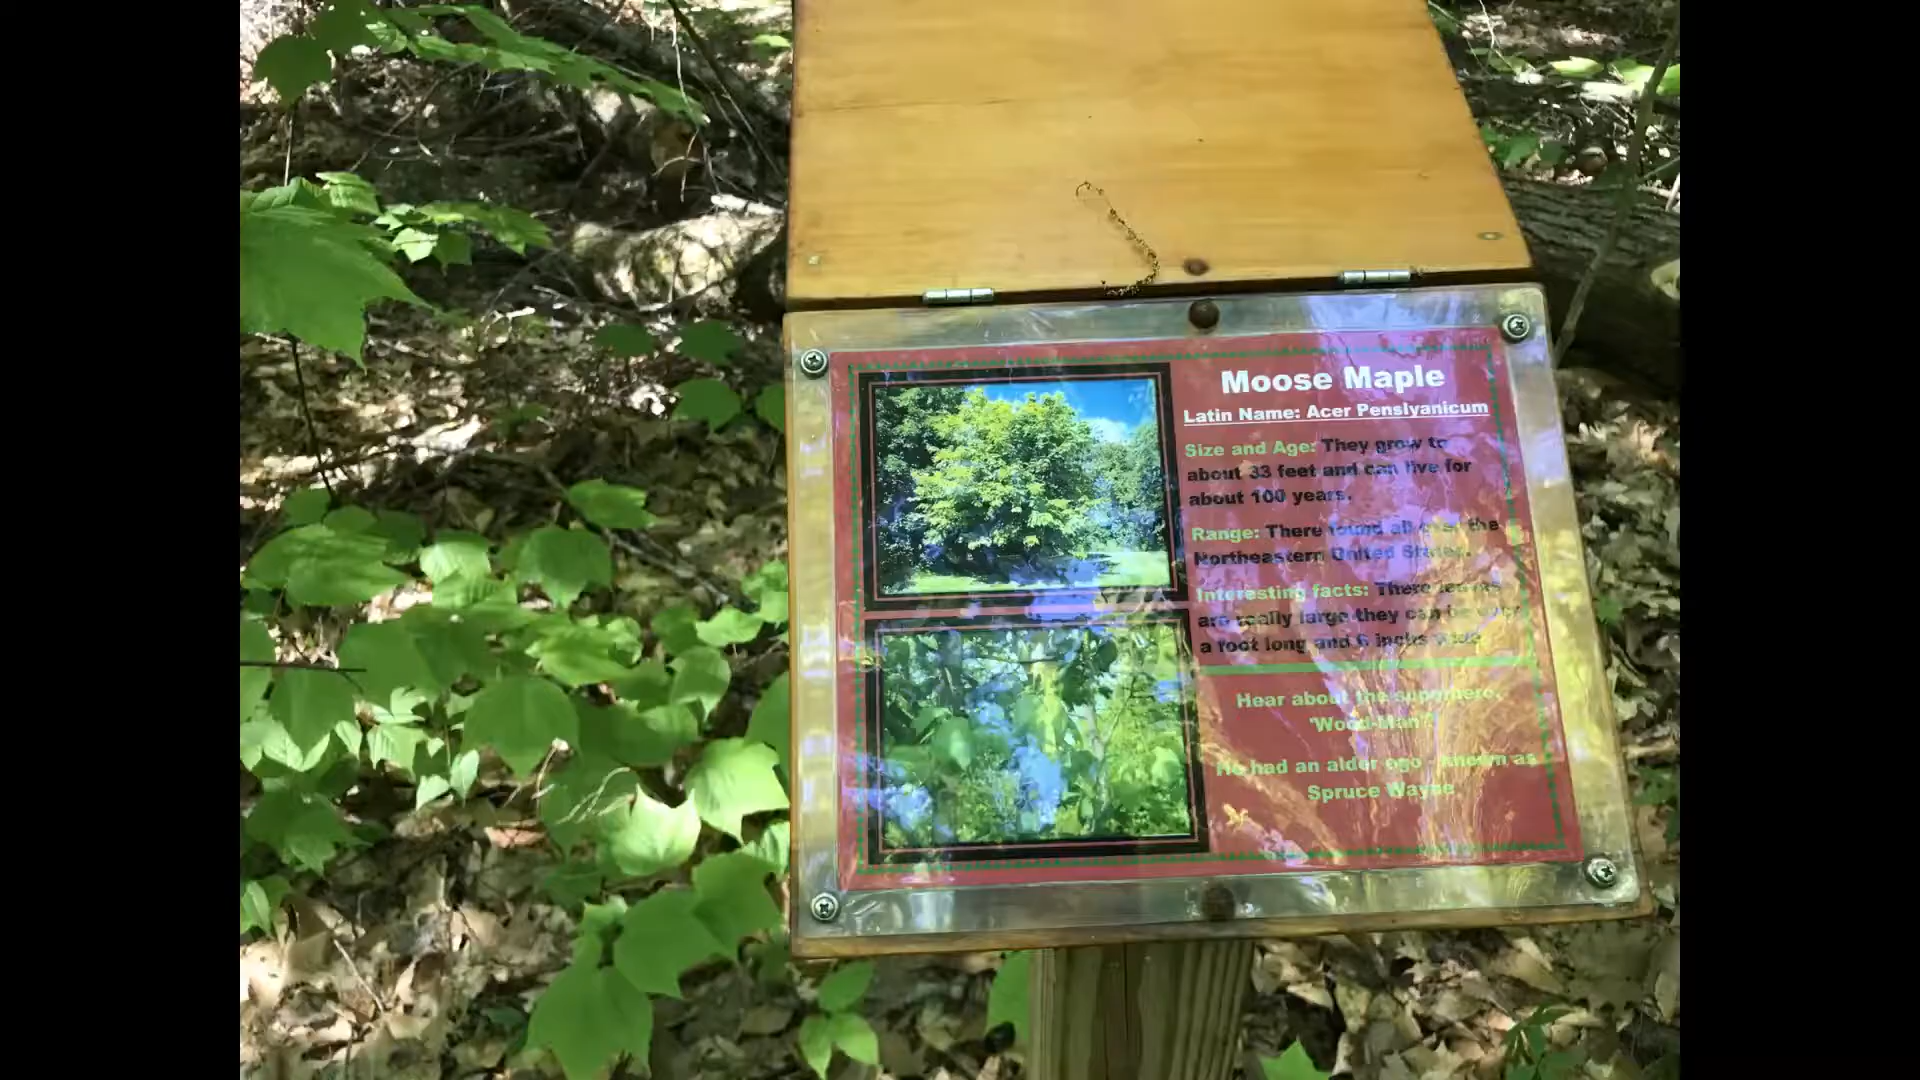 Moose Maple
Latin Name: Acer Penslyanicum
Size and Age: They grow to
about 33 feet and can live for
about 100 years.
Range: There found all over the
Northeastern United States.
Interesting facts: There leaves
are really large they can be over
a foot long and 6 inchs wide
Hear about the superhero,
"Wood-Man"?
He had an alder ego - known as
Spruce Wayne